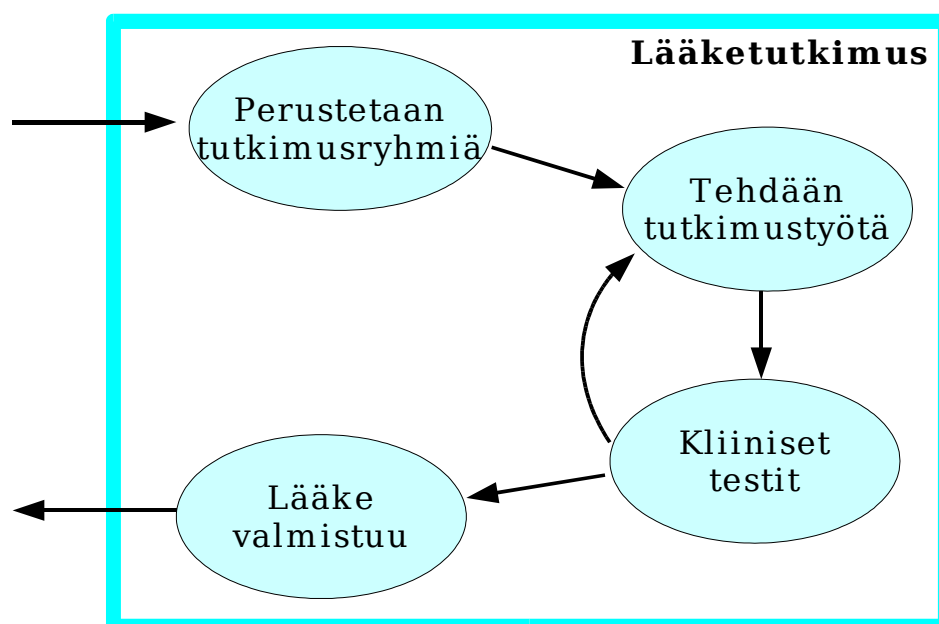 Lääketutkimus
Perustetaan
tutkimusryhmiä
Tehdään
tutkimustyötä
Kliiniset
testit
Lääke
valmistuu